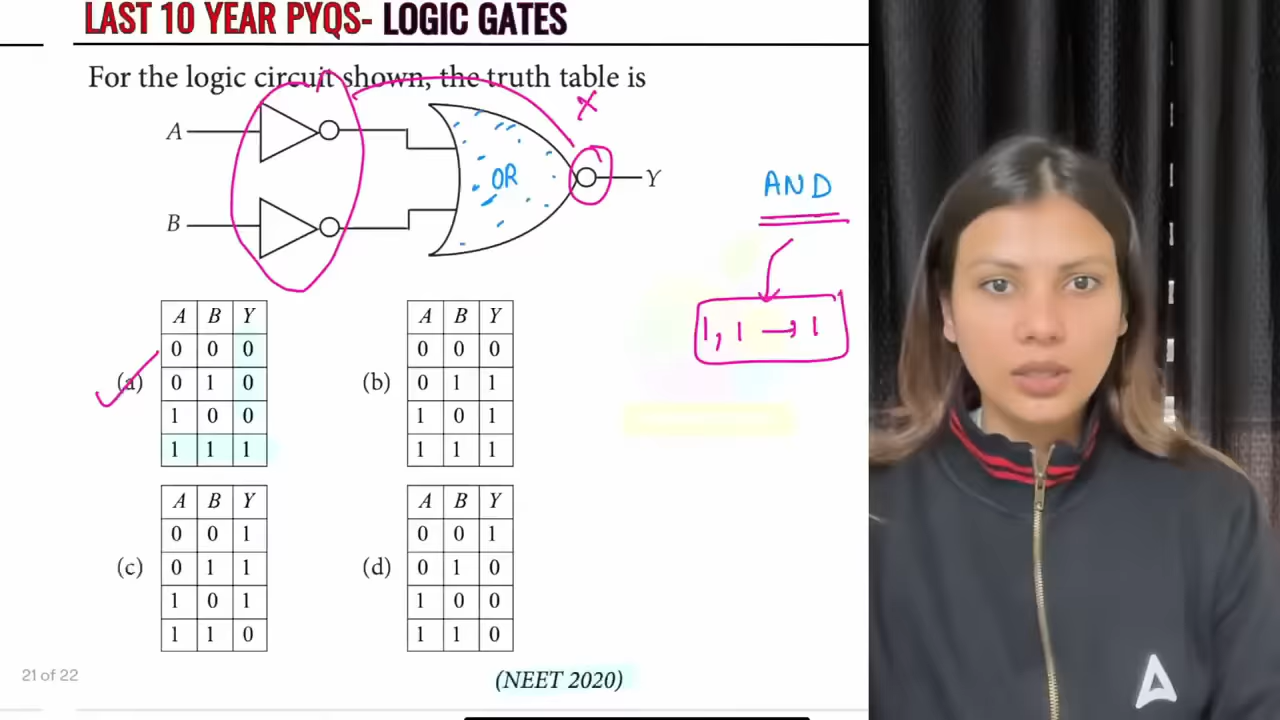 LAST 10 YEAR PYQS- LOGIC GATES
For the logic circuit shown, the truth table is
A
B
OR
Y
X
AND
1, 1 → 1
(a)
A B Y
0 0 0
0 1 0
1 0 0
1 1 1
(b)
A B Y
0 0 0
0 1 1
1 0 1
1 1 1
(c)
A B Y
0 0 1
0 1 1
1 0 1
1 1 0
(d)
A B Y
0 0 1
0 1 0
1 0 0
1 1 0
21 of 22
(NEET 2020)